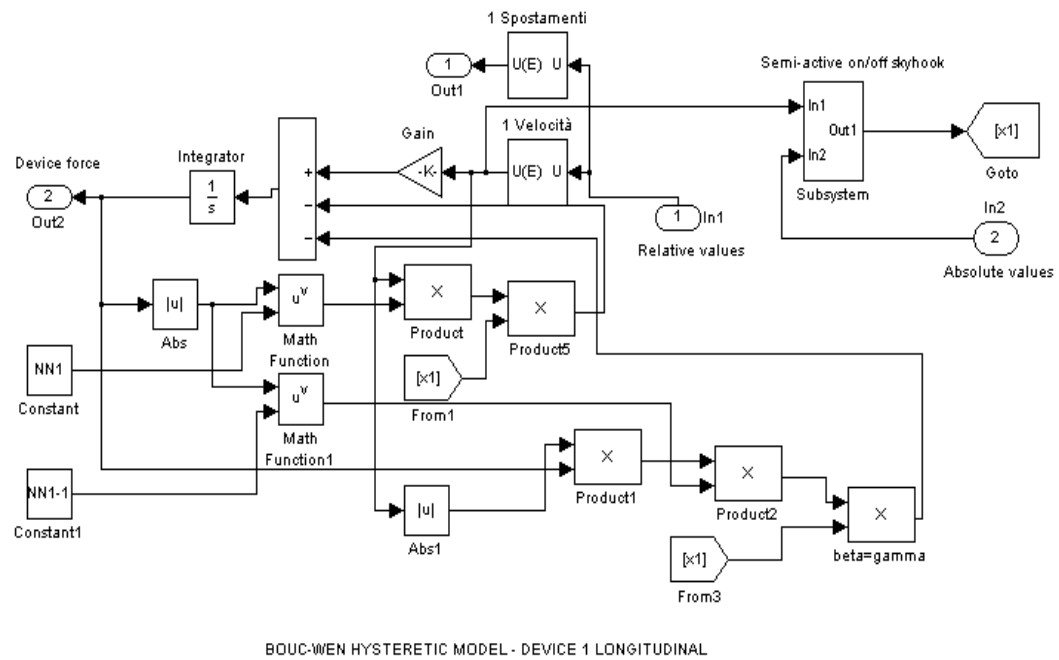 1 Spostamenti
U(E) U
1
Out1
Semi-active on/off skyhook
In1
Out1
In2
Subsystem
[x1]
Goto
In2
2
Absolute values
Gain
-K-
1 Velocità
U(E) U
1
In1
Relative values
Device force
2
Out2
Integrator
1
s
+
−
−
|u|
Abs
u^v
Math
Function
×
Product
×
Product5
NN1
Constant
u^v
Math
Function1
[x1]
From1
×
Product1
×
Product2
NN1-1
Constant1
|u|
Abs1
×
beta=gamma
[x1]
From3
BOUC-WEN HYSTERETIC MODEL - DEVICE 1 LONGITUDINAL